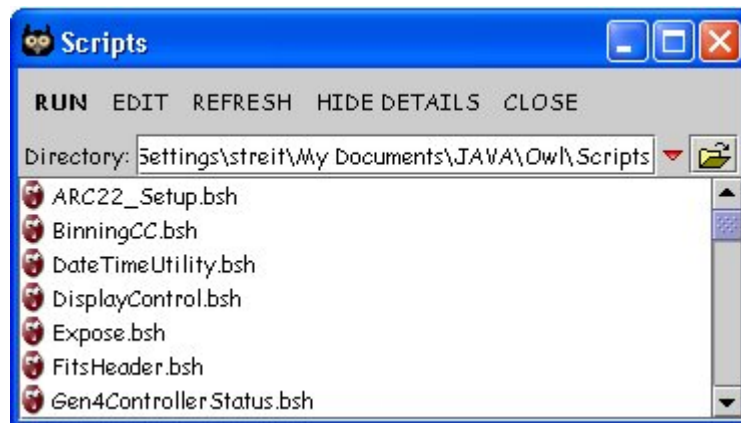 Scripts
RUN EDIT REFRESH HIDE DETAILS CLOSE
Directory: Settings\streit\My Documents\JAVA\Owl\Scripts
ARC22_Setup.bsh
BinningCC.bsh
DateTimeUtility.bsh
DisplayControl.bsh
Expose.bsh
FitsHeader.bsh
Gen4ControllerStatus.bsh